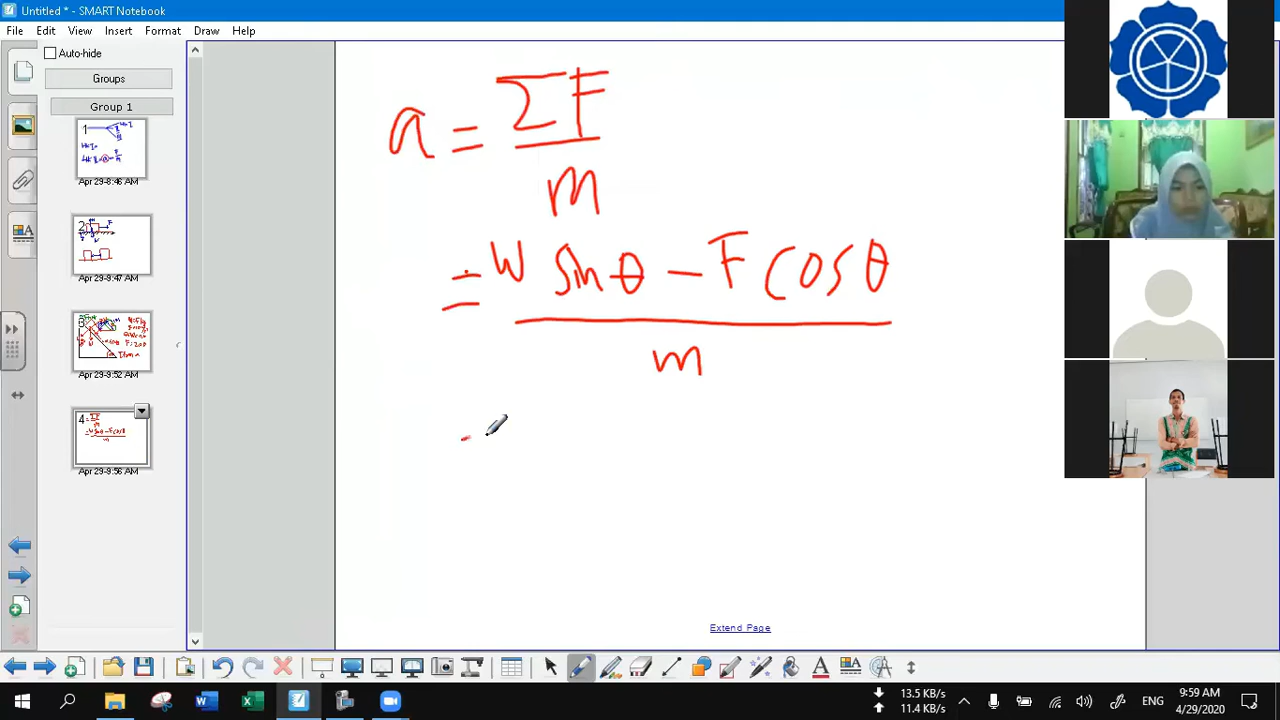 Untitled * - SMART Notebook
File Edit View Insert Format Draw Help
Auto-hide
Groups
Group 1
Apr 29-8:46 AM
Apr 29-9:47 AM
Apr 29-9:52 AM
Apr 29-9:56 AM
a = ΣF
m
= W sin θ - F cos θ
m
Extend Page
ENG
13.5 KB/s
11.4 KB/s
9:59 AM
4/29/2020